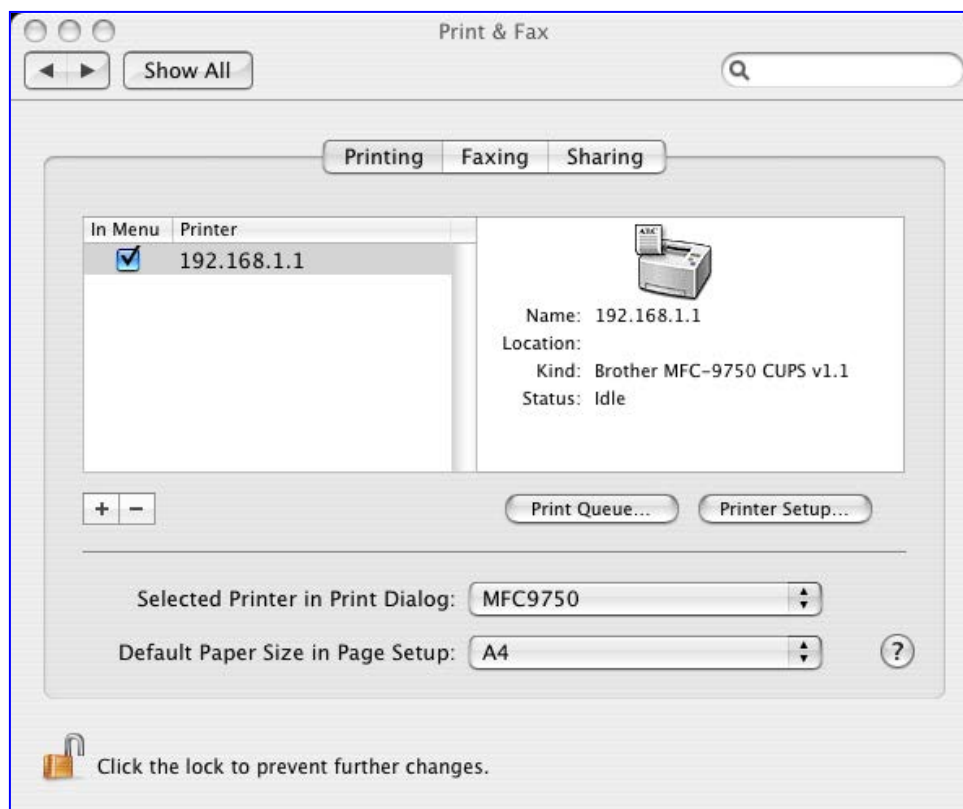 Print & Fax
Show All
Printing Faxing Sharing
In Menu Printer
192.168.1.1
ABC
Name: 192.168.1.1
Location:
Kind: Brother MFC-9750 CUPS v1.1
Status: Idle
+ −
Print Queue... Printer Setup...
Selected Printer in Print Dialog: MFC9750
Default Paper Size in Page Setup: A4 ?
Click the lock to prevent further changes.